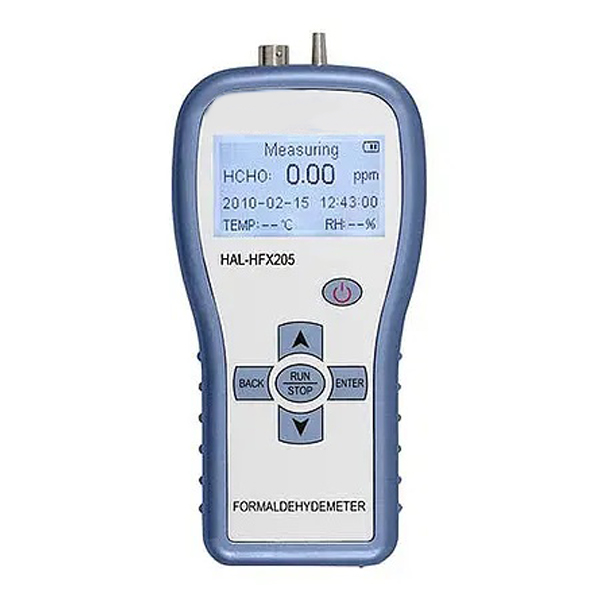 Measuring
HCHO: 0.00 ppm
2010-02-15 12:43:00
TEMP:--℃ RH:--%
HAL-HFX205
BACK
RUN
STOP
ENTER
FORMALDEHYDEMETER